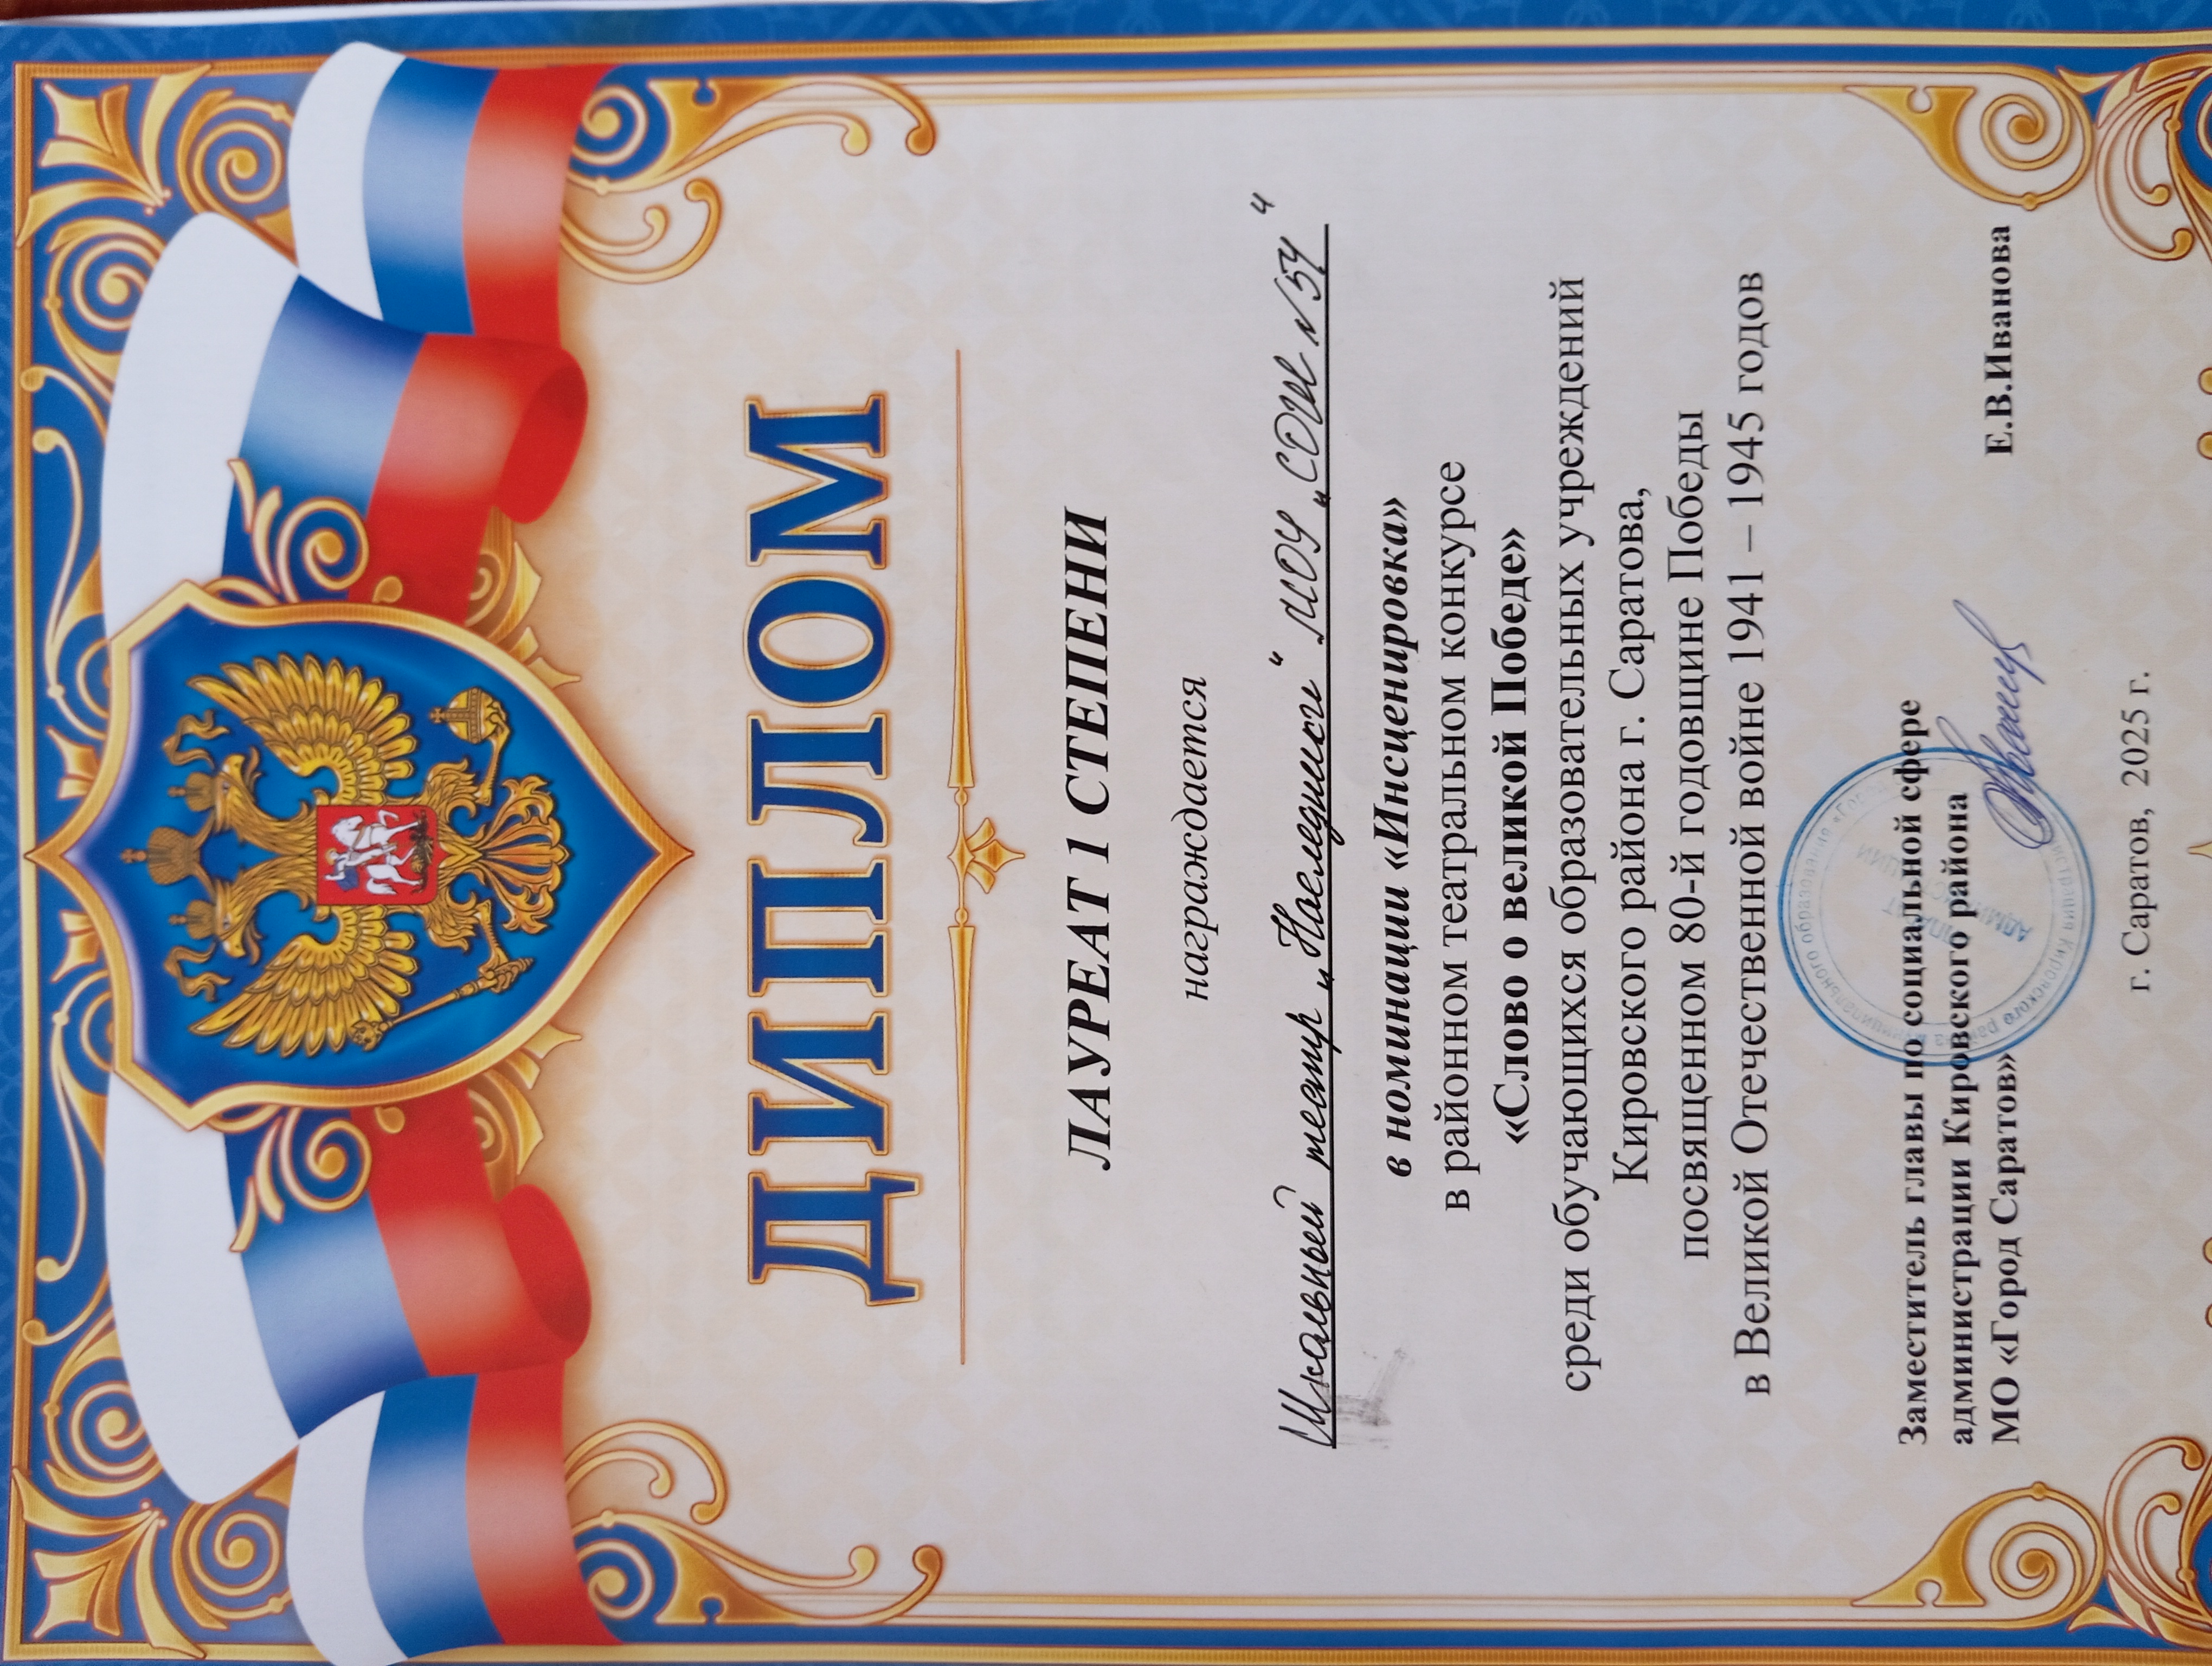 ДИПЛОМ
ЛАУРЕАТ 1 СТЕПЕНИ
награждается
Школьный театр „Наследники“ МОУ „СОШ №54“
в номинации «Инсценировка»
в районном театральном конкурсе
«Слово о великой Победе»
среди обучающихся образовательных учреждений
Кировского района г. Саратова,
посвященном 80-й годовщине Победы
в Великой Отечественной войне 1941 – 1945 годов
Заместитель главы по социальной сфере
администрации Кировского района
МО «Город Саратов»
Е.В.Иванова
г. Саратов, 2025 г.